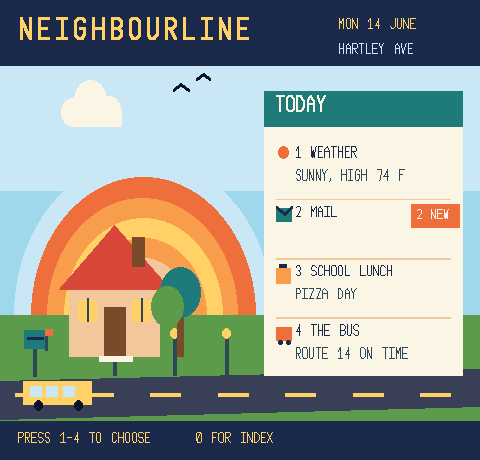 NEIGHBOURLINE
MON 14 JUNE
HARTLEY AVE
TODAY
1 WEATHER
SUNNY, HIGH 74 F
2 MAIL
2 NEW
3 SCHOOL LUNCH
PIZZA DAY
4 THE BUS
ROUTE 14 ON TIME
PRESS 1-4 TO CHOOSE
0 FOR INDEX